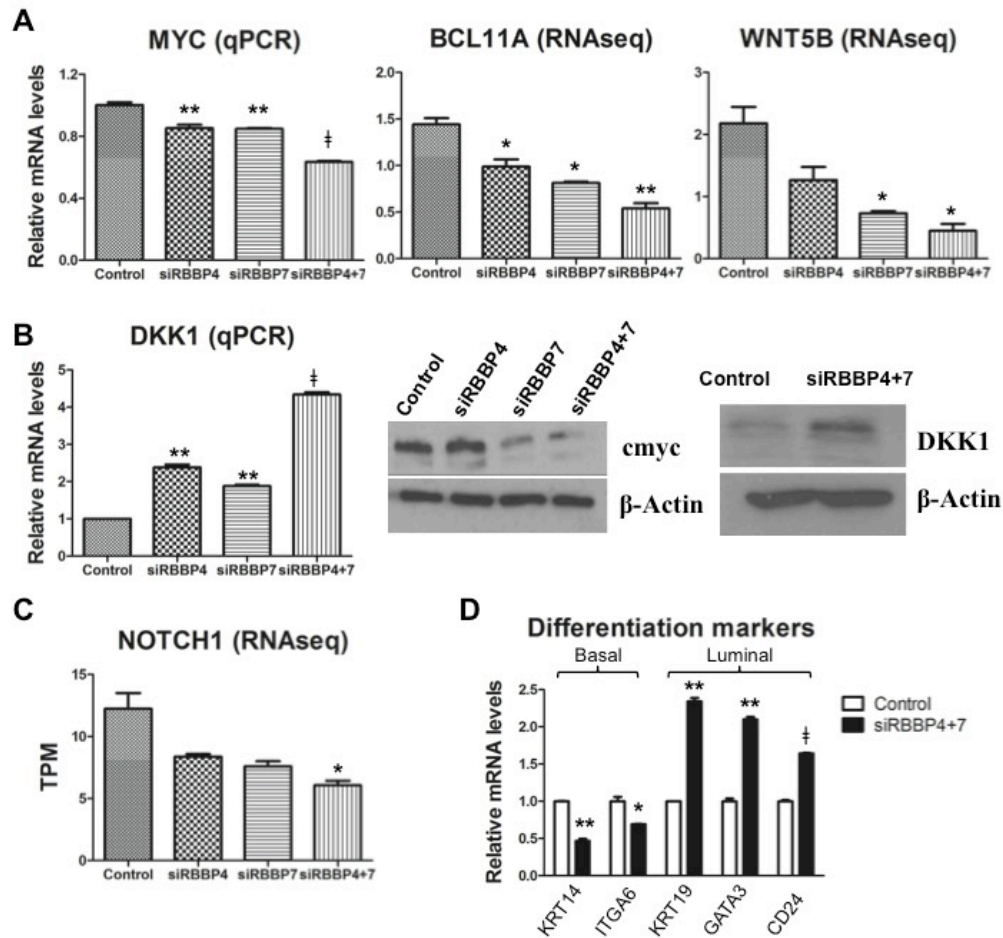 A
MYC (qPCR)
Relative mRNA levels
1.2
0.8
0.4
0.0
** ** ‡
Control siRBBP4 siRBBP7 siRBBP4+7
BCL11A (RNAseq)
2.0
1.5
1.0
0.5
0.0
* * **
Control siRBBP4 siRBBP7 siRBBP4+7
WNT5B (RNAseq)
3
2
1
0
* *
Control siRBBP4 siRBBP7 siRBBP4+7
B
DKK1 (qPCR)
Relative mRNA levels
5
4
3
2
1
0
** ** ‡
Control siRBBP4 siRBBP7 siRBBP4+7
Control siRBBP4 siRBBP7 siRBBP4+7
cmyc
β-Actin
Control siRBBP4+7
DKK1
β-Actin
C
NOTCH1 (RNAseq)
TPM
15
10
5
0
*
Control siRBBP4 siRBBP7 siRBBP4+7
D
Differentiation markers
Basal Luminal
Relative mRNA levels
2.5
2.0
1.5
1.0
0.5
0.0
** * ** ** ‡
Control
siRBBP4+7
KRT14 ITGA6 KRT19 GATA3 CD24